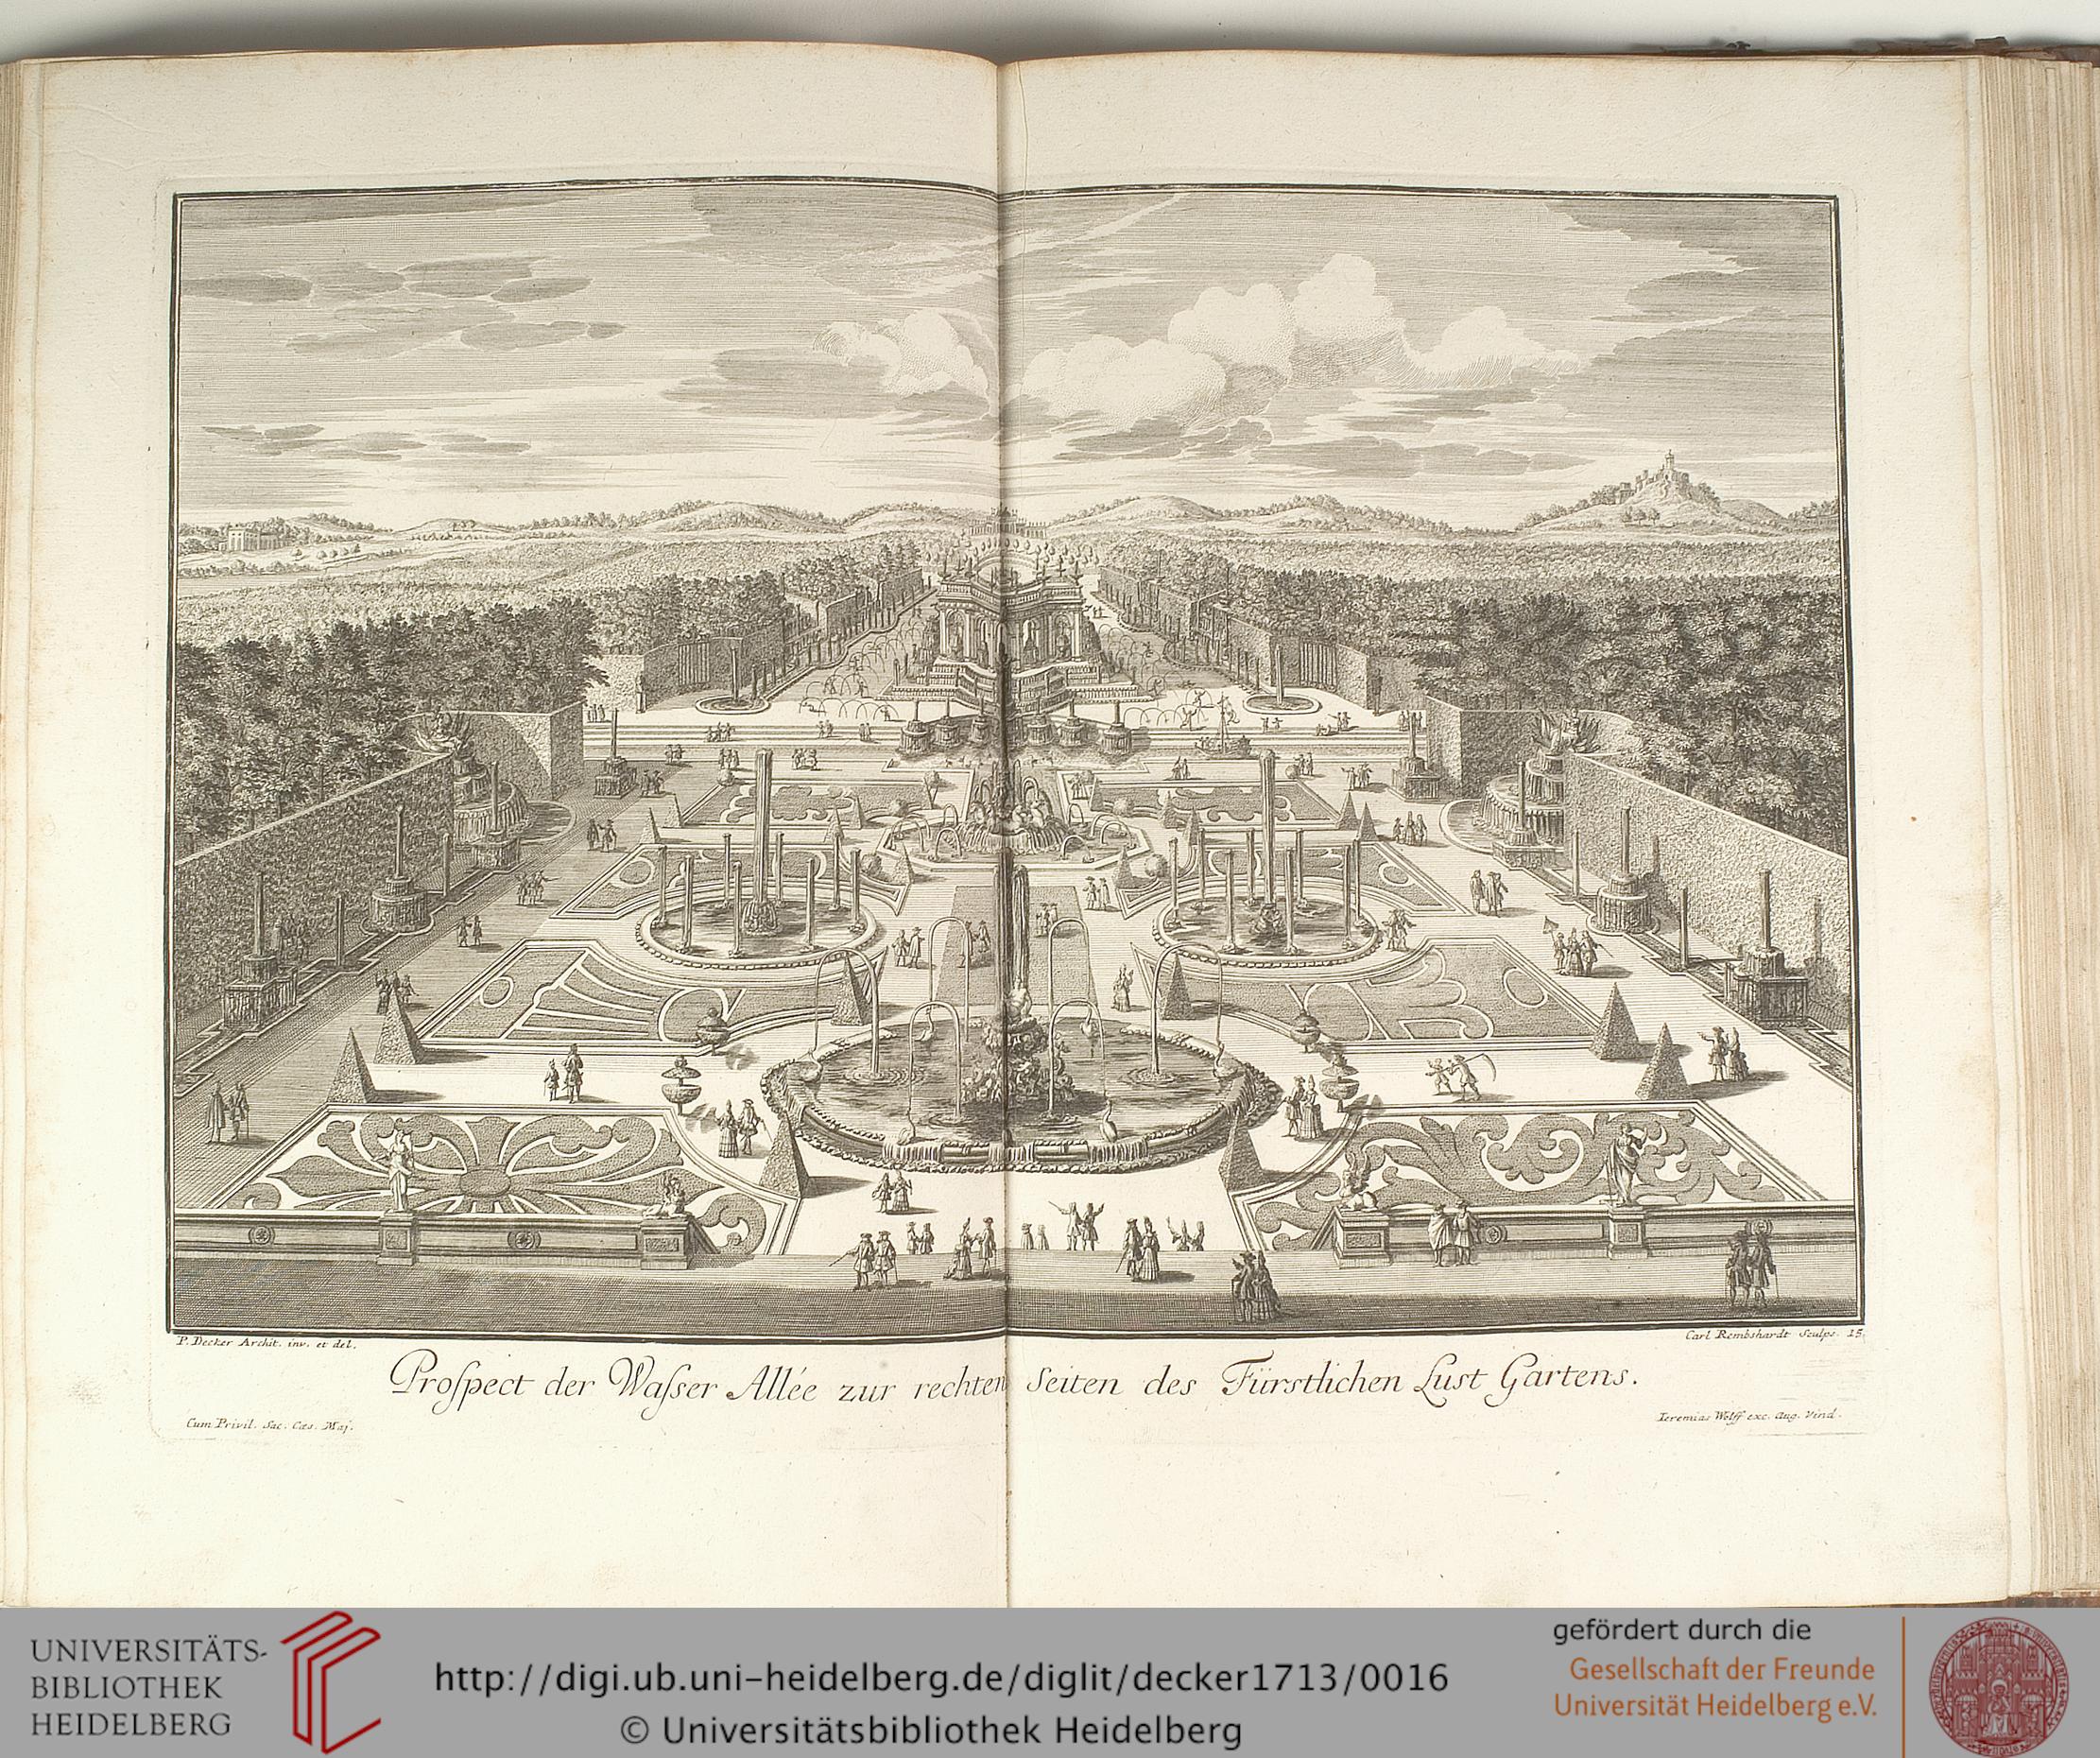 P. Decker Archit. inv. et del.
Carl Rembshardt Sculps. 15.
Proſpect der Waſser Allée zur rechten Seiten des Fürstlichen Lust Gartens.
Cum Privil. Sac. Cæs. Maj.
Ieremias Wolff exc. Aug. Vind.
UNIVERSITÄTS-
BIBLIOTHEK
HEIDELBERG
http://digi.ub.uni-heidelberg.de/diglit/decker1713/0016
© Universitätsbibliothek Heidelberg
gefördert durch die
Gesellschaft der Freunde
Universität Heidelberg e.V.